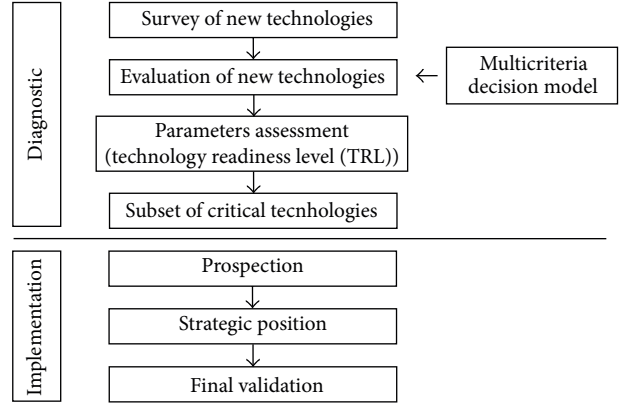 Diagnostic
Survey of new technologies
Evaluation of new technologies
Multicriteria
decision model
Parameters assessment
(technology readiness level (TRL))
Subset of critical tecnhologies
Implementation
Prospection
Strategic position
Final validation